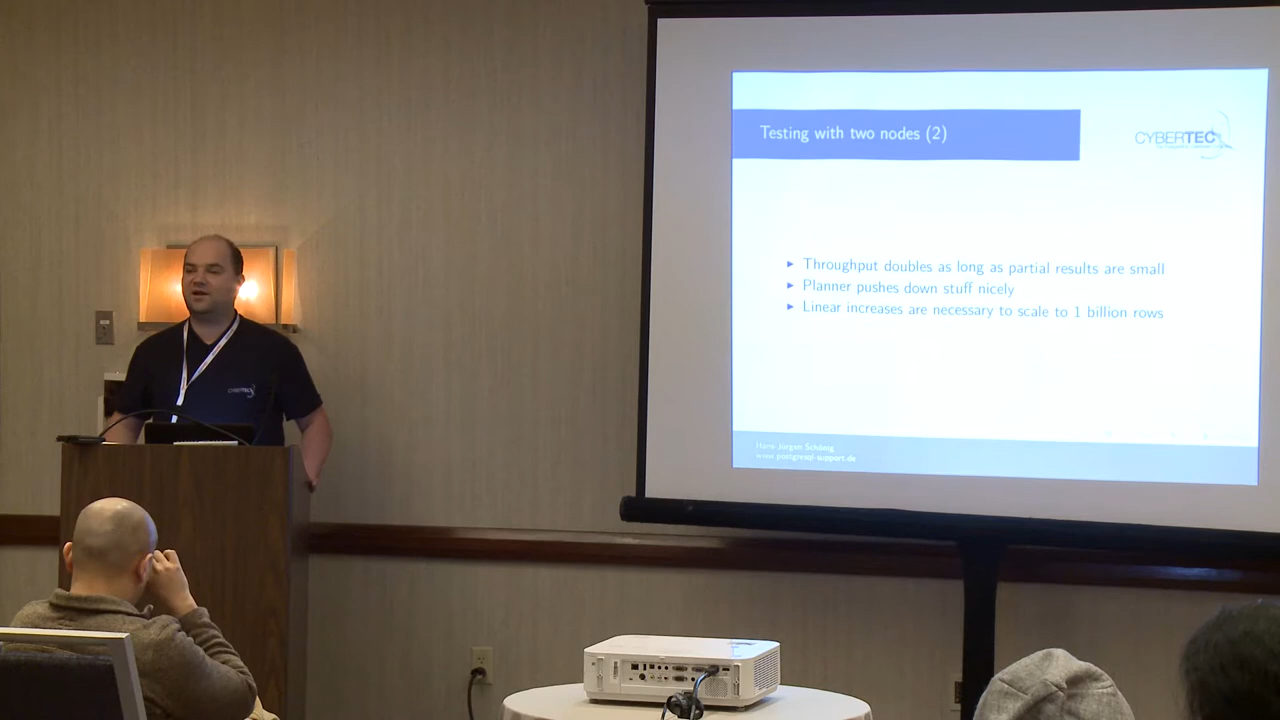 Testing with two nodes (2)
CYBERTEC
▸ Throughput doubles as long as partial results are small
▸ Planner pushes down stuff nicely
▸ Linear increases are necessary to scale to 1 billion rows
Hans-Jürgen Schönig
www.postgresql-support.de
CYBERTEC